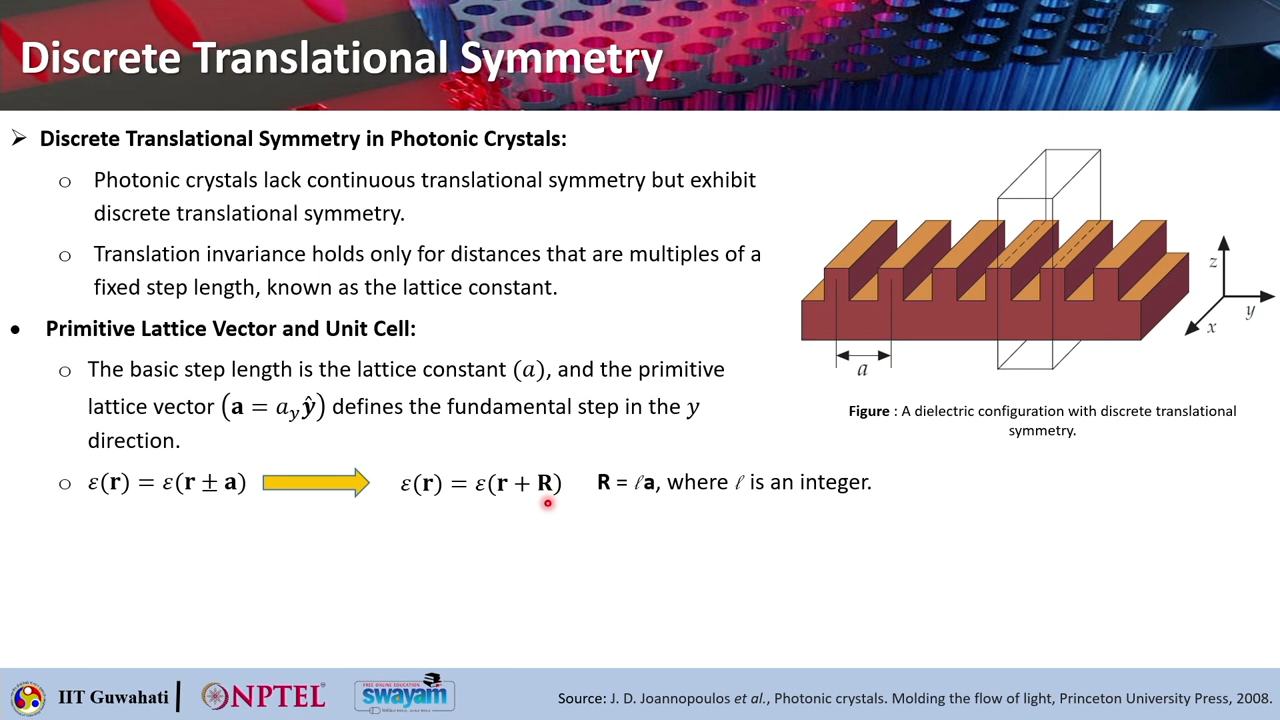 Discrete Translational Symmetry
➢ Discrete Translational Symmetry in Photonic Crystals:
o Photonic crystals lack continuous translational symmetry but exhibit
discrete translational symmetry.
o Translation invariance holds only for distances that are multiples of a
fixed step length, known as the lattice constant.
• Primitive Lattice Vector and Unit Cell:
o The basic step length is the lattice constant (a), and the primitive
lattice vector (𝐚 = a_y ŷ) defines the fundamental step in the y
direction.
o ε(𝐫) = ε(𝐫 ± 𝐚) ε(𝐫 + 𝐑) = ε(𝐫) R = ℓa, where ℓ is an integer.
a
z
y
x
Figure : A dielectric configuration with discrete translational
symmetry.
IIT Guwahati
NPTEL
FREE ONLINE EDUCATION
swayam
Source: J. D. Joannopoulos et al., Photonic crystals. Molding the flow of light, Princeton University Press, 2008.